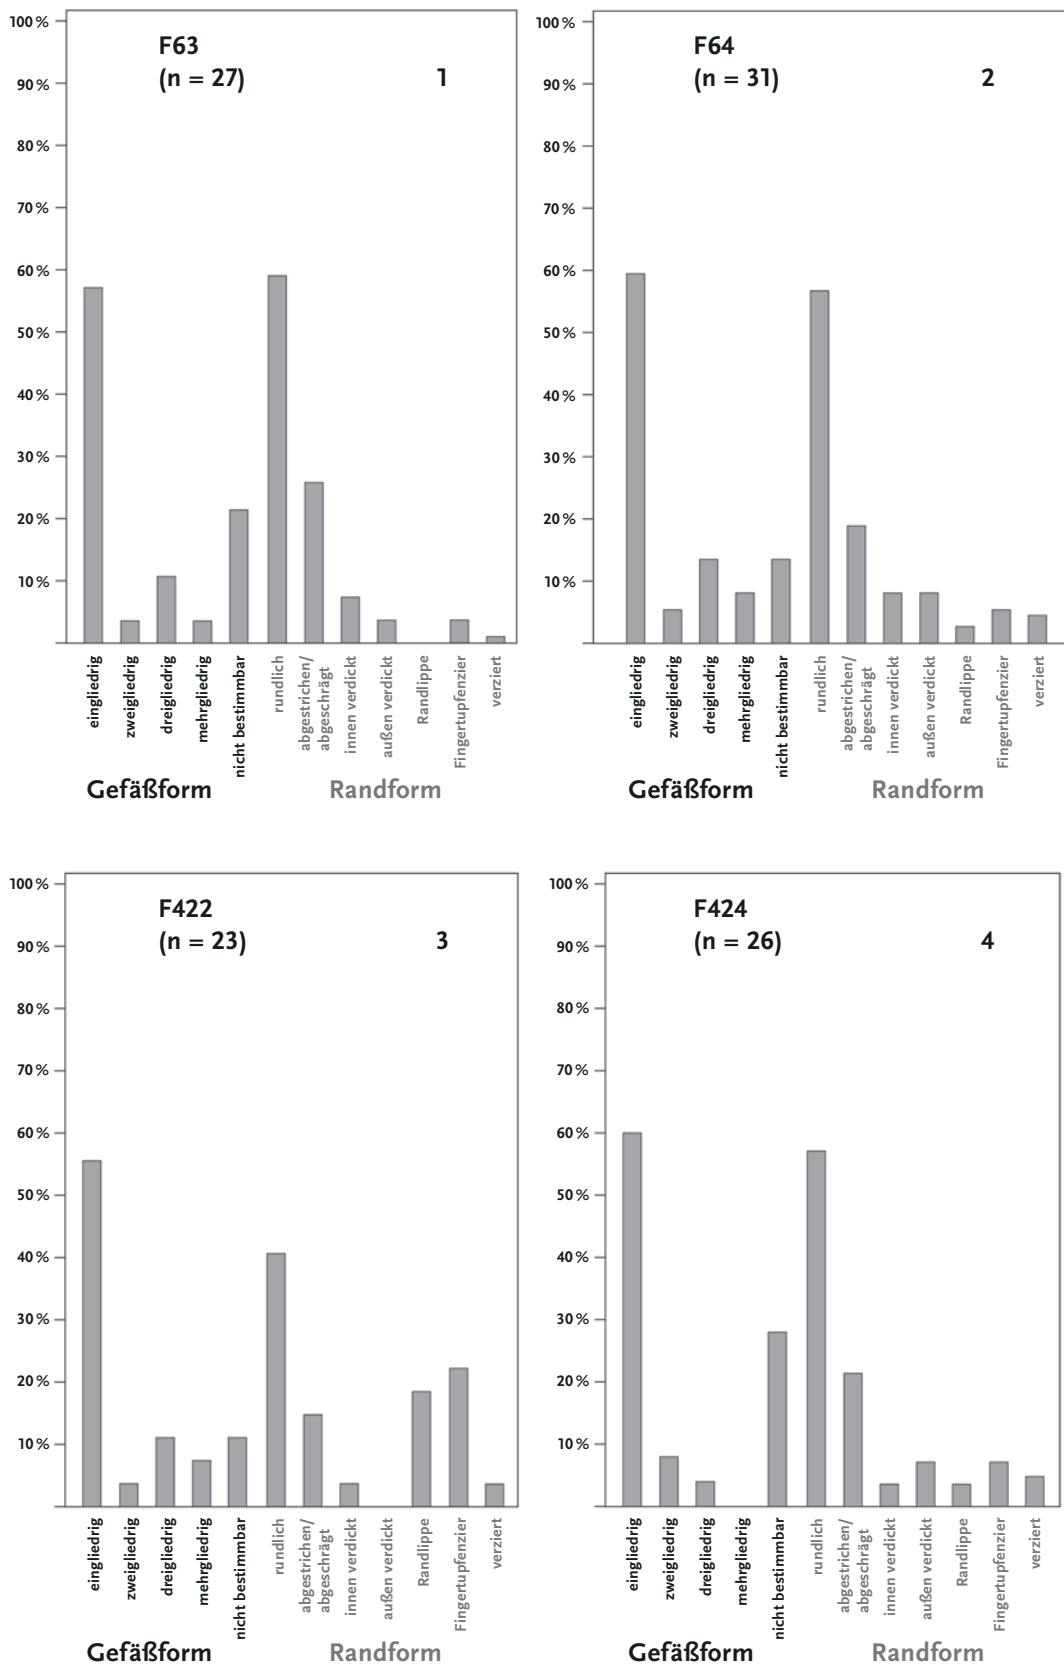 F63
(n = 27)
1
100 %
90 %
80 %
70 %
60 %
50 %
40 %
30 %
20 %
10 %
eingliedrig
zweigliedrig
dreigliedrig
mehrgliedrig
nicht bestimmbar
rundlich
abgestrichen/
abgeschrägt
innen verdickt
außen verdickt
Randlippe
Fingertupfenzier
verziert
Gefäßform
Randform
F64
(n = 31)
2
100 %
90 %
80 %
70 %
60 %
50 %
40 %
30 %
20 %
10 %
eingliedrig
zweigliedrig
dreigliedrig
mehrgliedrig
nicht bestimmbar
rundlich
abgestrichen/
abgeschrägt
innen verdickt
außen verdickt
Randlippe
Fingertupfenzier
verziert
Gefäßform
Randform
F422
(n = 23)
3
100 %
90 %
80 %
70 %
60 %
50 %
40 %
30 %
20 %
10 %
eingliedrig
zweigliedrig
dreigliedrig
mehrgliedrig
nicht bestimmbar
rundlich
abgestrichen/
abgeschrägt
innen verdickt
außen verdickt
Randlippe
Fingertupfenzier
verziert
Gefäßform
Randform
F424
(n = 26)
4
100 %
90 %
80 %
70 %
60 %
50 %
40 %
30 %
20 %
10 %
eingliedrig
zweigliedrig
dreigliedrig
mehrgliedrig
nicht bestimmbar
rundlich
abgestrichen/
abgeschrägt
innen verdickt
außen verdickt
Randlippe
Fingertupfenzier
verziert
Gefäßform
Randform